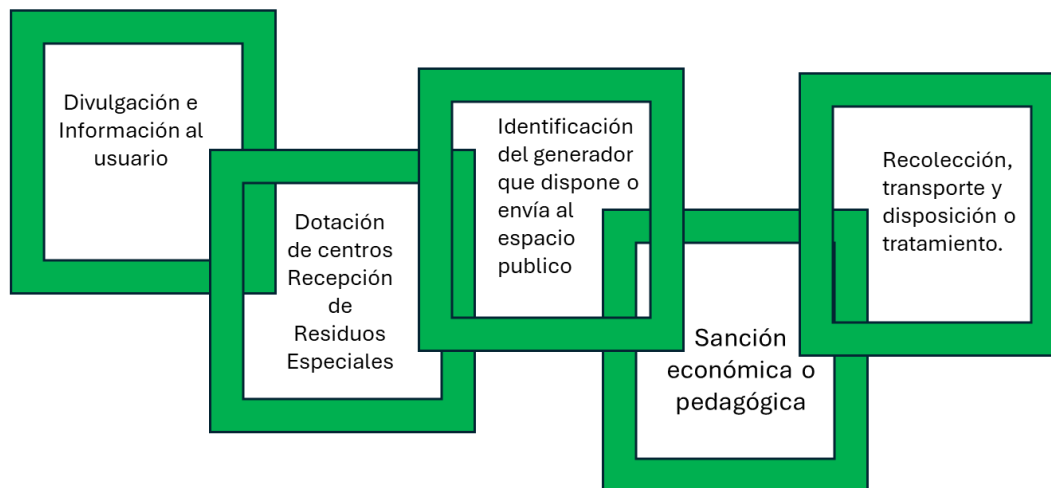 Divulgación e
Información al
usuario
Dotación
de centros
Recepción
de
Residuos
Especiales
Identificación
del generador
que dispone o
envía al
espacio
publico
Sanción
económica o
pedagógica
Recolección,
transporte y
disposición o
tratamiento.